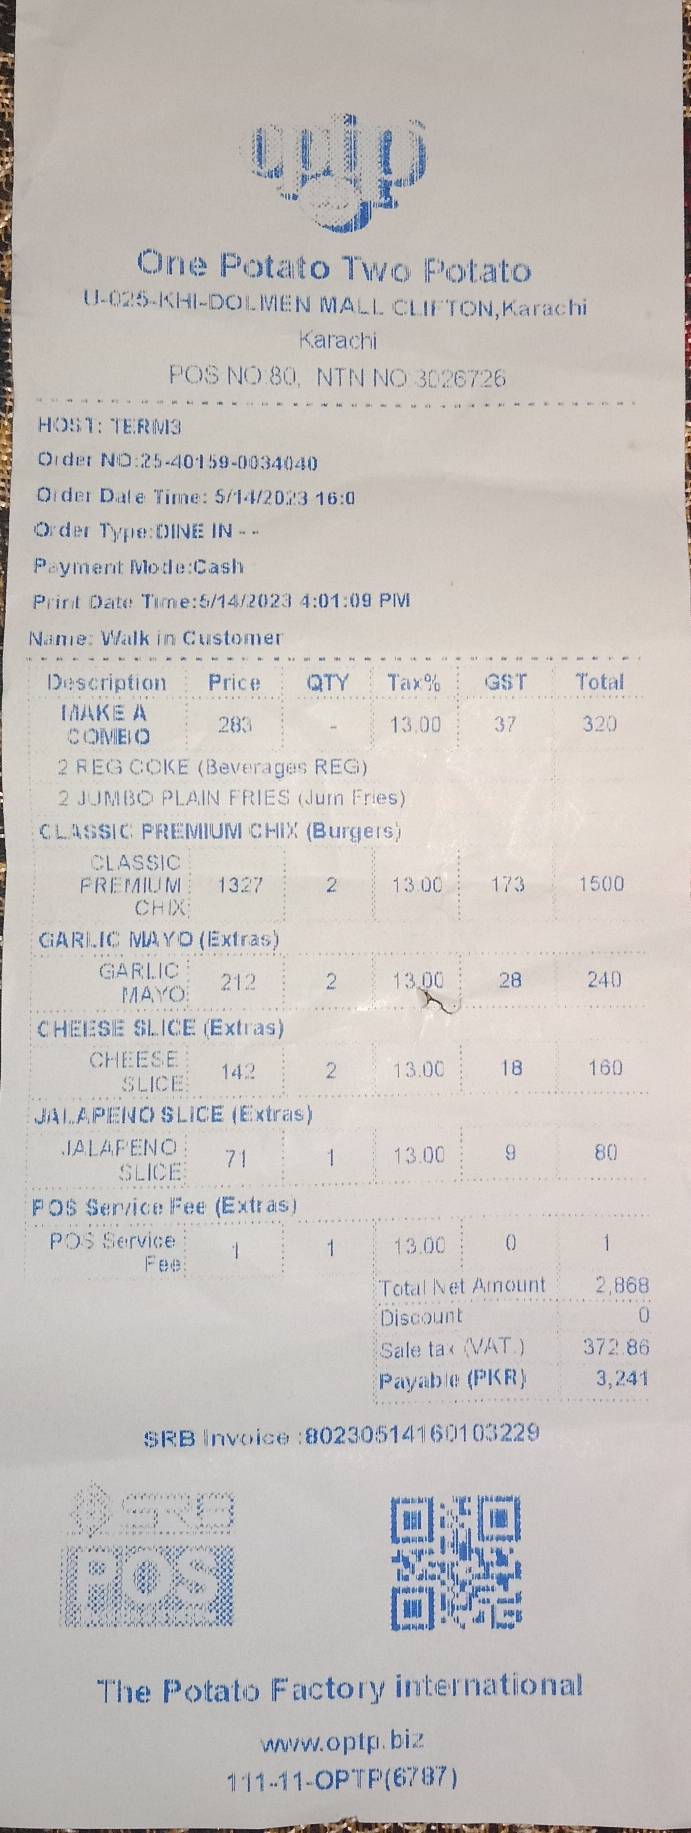 optp
One Potato Two Potato
U-025-KHI-DOLMEN MALL CLIFTON,Karachi
Karachi
POS NO 80, NTN NO 3026726
HOST: TERM3
Order NO:25-40159-0034040
Order Date Time: 5/14/2023 16:0
Order Type:DINE IN - -
Payment Mode:Cash
Print Date Time:5/14/2023 4:01:09 PM
Name: Walk in Customer
Description Price QTY Tax% GST Total
MAKE A COMBO 283 - 13.00 37 320
2 REG COKE (Beverages REG)
2 JUMBO PLAIN FRIES (Jum Fries)
CLASSIC PREMIUM CHIX (Burgers)
CLASSIC PREMIUM CHIX 1327 2 13.00 173 1500
GARLIC MAYO (Extras)
GARLIC MAYO 212 2 13.00 28 240
CHEESE SLICE (Extras)
CHEESE SLICE 142 2 13.00 18 160
JALAPENO SLICE (Extras)
JALAPENO SLICE 71 1 13.00 9 80
POS Service Fee (Extras)
POS Service Fee 1 1 13.00 0 1
Total Net Amount 2,868
Discount 0
Sale tax (VAT.) 372.86
Payable (PKR) 3,241
SRB Invoice :80230514160103229
SRB
POS
The Potato Factory international
www.optp.biz
111-11-OPTP(6787)